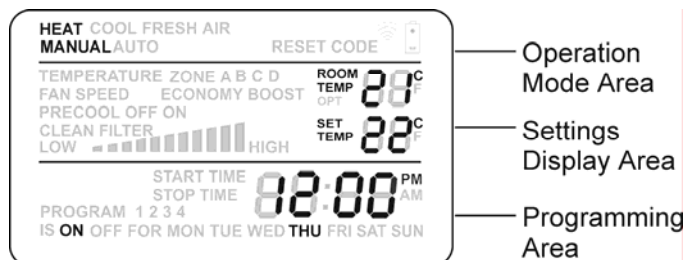 HEAT COOL FRESH AIR
MANUAL AUTO RESET CODE
TEMPERATURE ZONE A B C D ROOM TEMP OPT 21 C F
FAN SPEED ECONOMY BOOST
PRECOOL OFF ON
CLEAN FILTER SET TEMP 22 C F
LOW HIGH
START TIME
STOP TIME 12:00 PM AM
PROGRAM 1 2 3 4
IS ON OFF FOR MON TUE WED THU FRI SAT SUN
Operation
Mode Area
Settings
Display Area
Programming
Area